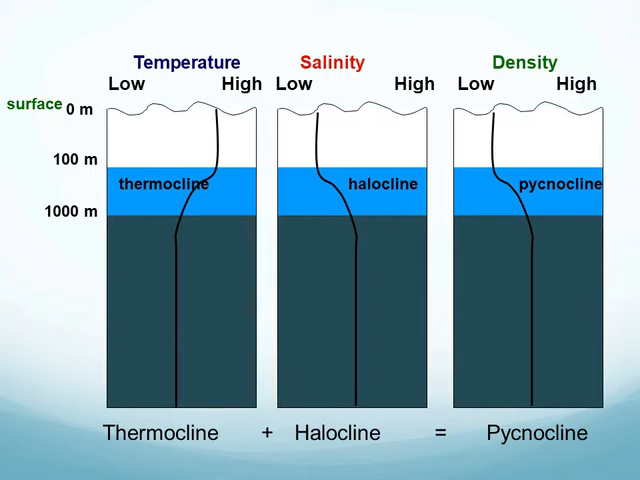 Temperature Salinity Density
Low High Low High Low High
surface 0 m
100 m
thermocline halocline pycnocline
1000 m
Thermocline + Halocline = Pycnocline